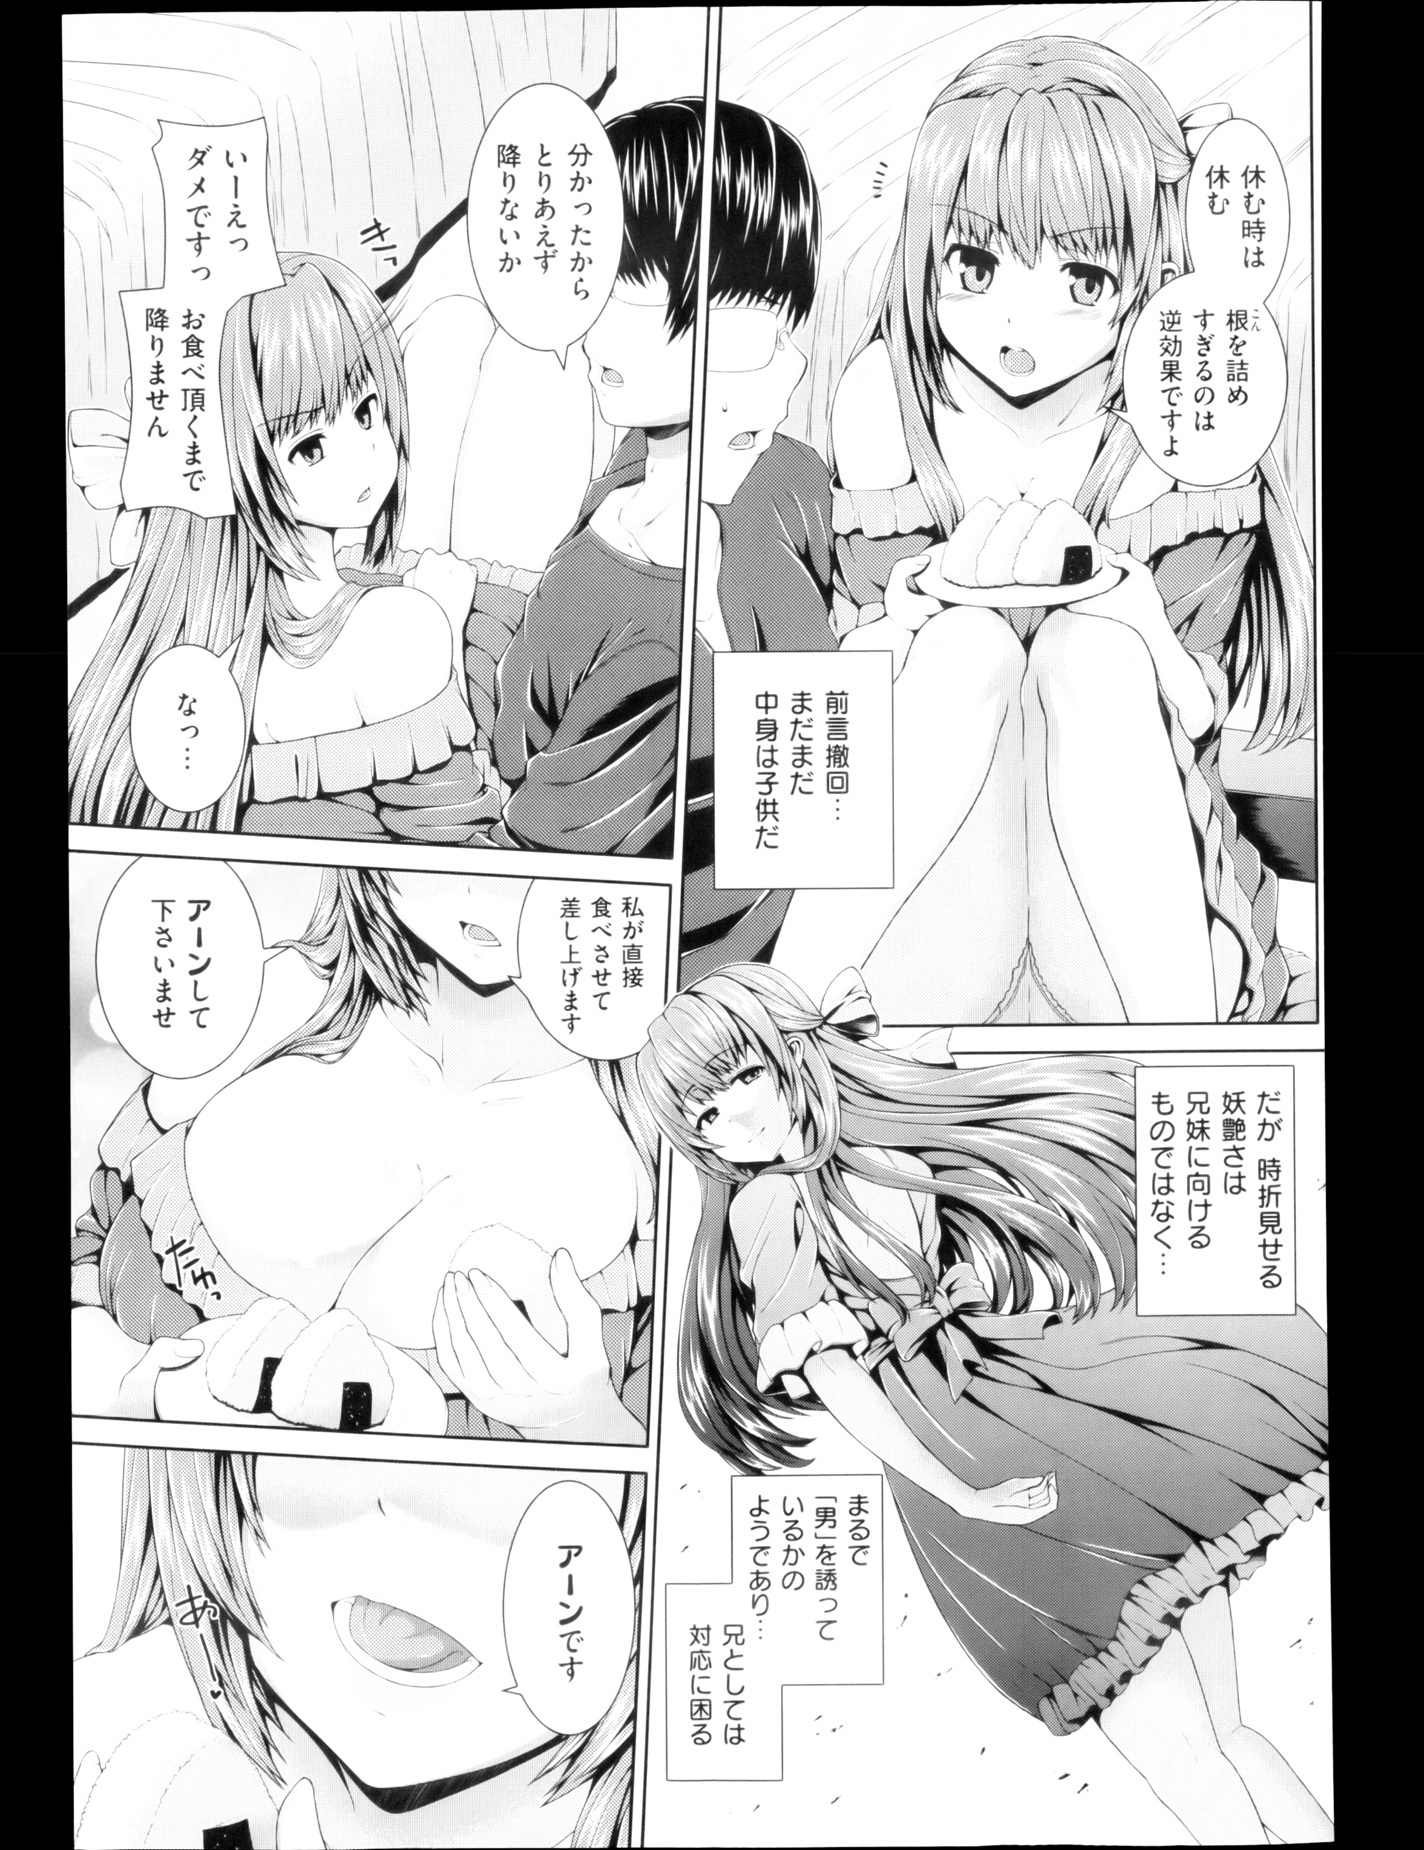 休む時は
休む
根を詰め
こん
すぎるのは
逆効果ですよ
前言撤回…
まだまだ
中身は子供だ
分かったから
とりあえず
降りないか
きっ
いーえっ
ダメですっ
お食べ頂くまで
降りません
なっ…
だが 時折見せる
妖艶さは
兄妹に向ける
ものではなく…
まるで
「男」を誘って
いるかの
ようであり…
兄としては
対応に困る
私が直接
食べさせて
差し上げます
アーンして
下さいませ
たゆっ
アーンです
あーっ♥